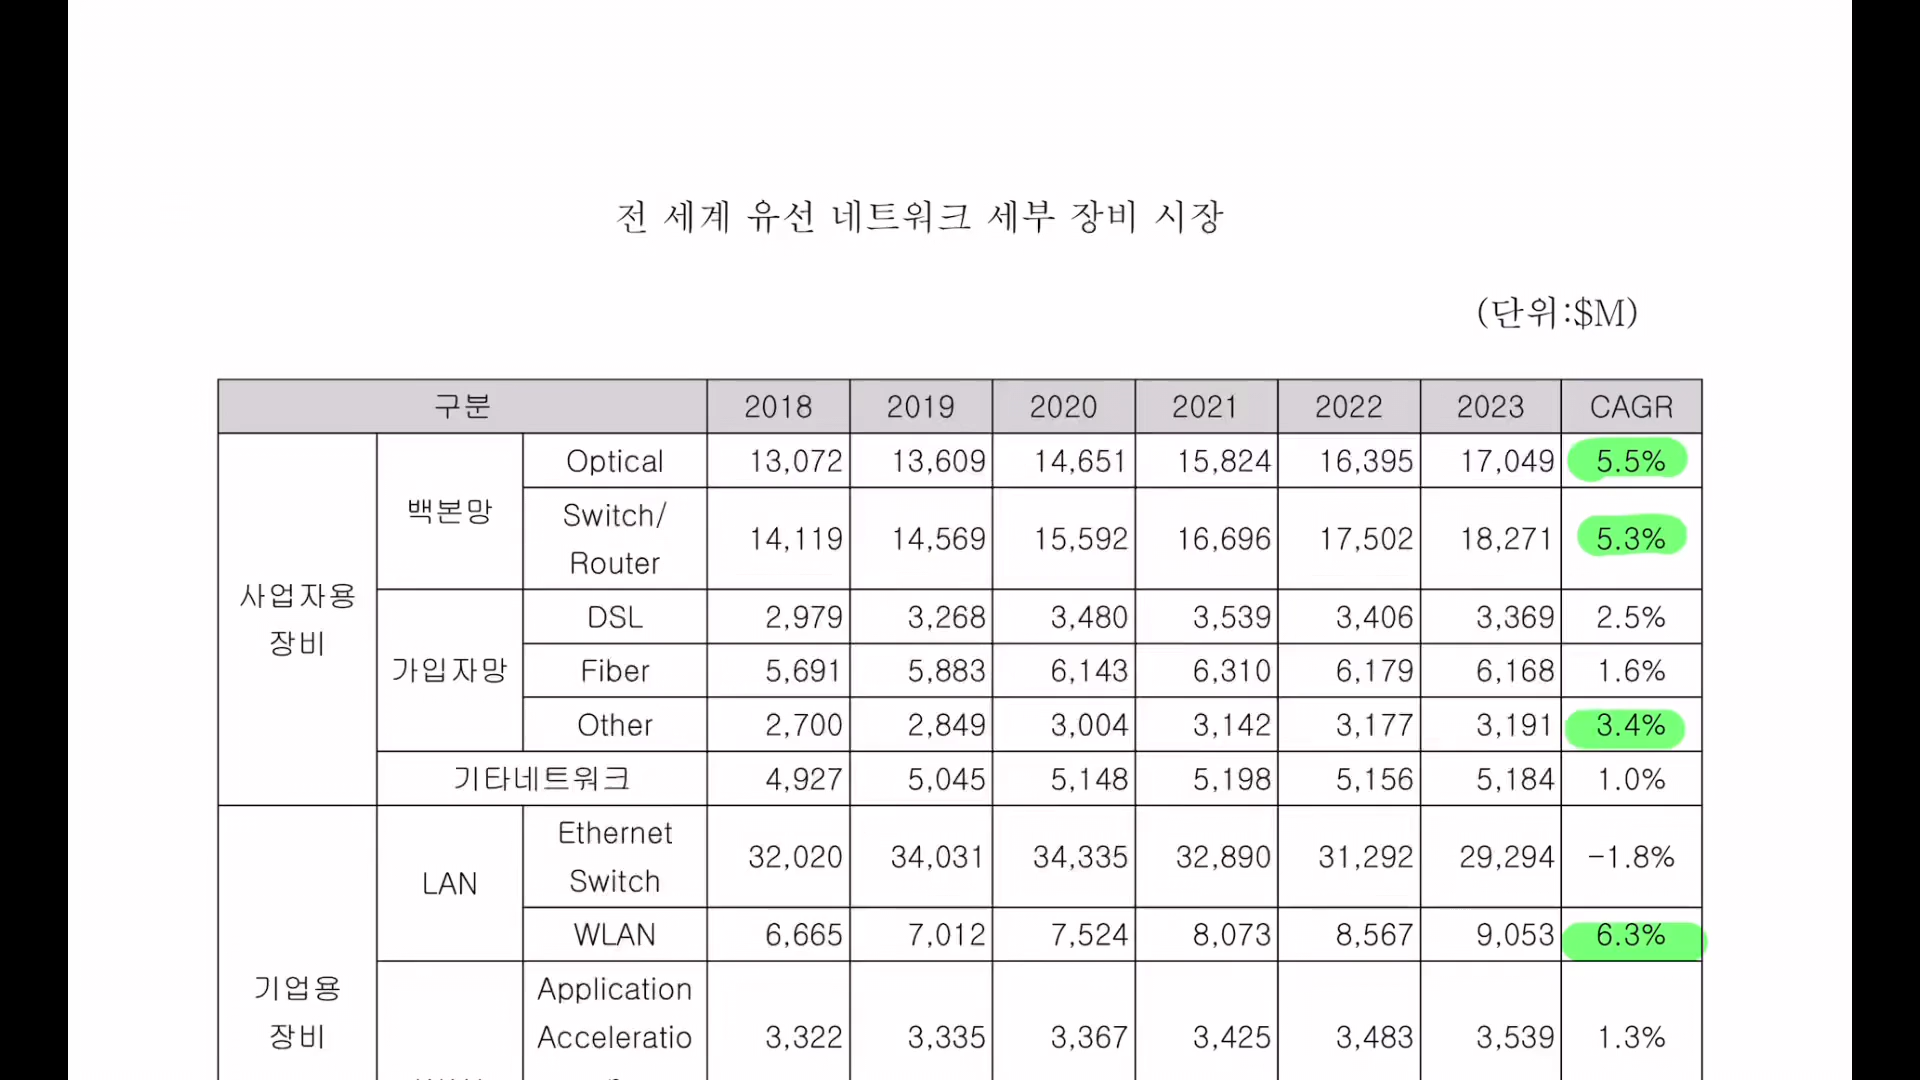 전 세계 유선 네트워크 세부 장비 시장
(단위:$M)
구분 2018 2019 2020 2021 2022 2023 CAGR
사업자용
장비
백본망
Optical 13,072 13,609 14,651 15,824 16,395 17,049 5.5%
Switch/
Router 14,119 14,569 15,592 16,696 17,502 18,271 5.3%
가입자망
DSL 2,979 3,268 3,480 3,539 3,406 3,369 2.5%
Fiber 5,691 5,883 6,143 6,310 6,179 6,168 1.6%
Other 2,700 2,849 3,004 3,142 3,177 3,191 3.4%
기타네트워크 4,927 5,045 5,148 5,198 5,156 5,184 1.0%
기업용
장비
LAN
Ethernet
Switch 32,020 34,031 34,335 32,890 31,292 29,294 -1.8%
WLAN 6,665 7,012 7,524 8,073 8,567 9,053 6.3%
Application
Acceleratio 3,322 3,335 3,367 3,425 3,483 3,539 1.3%